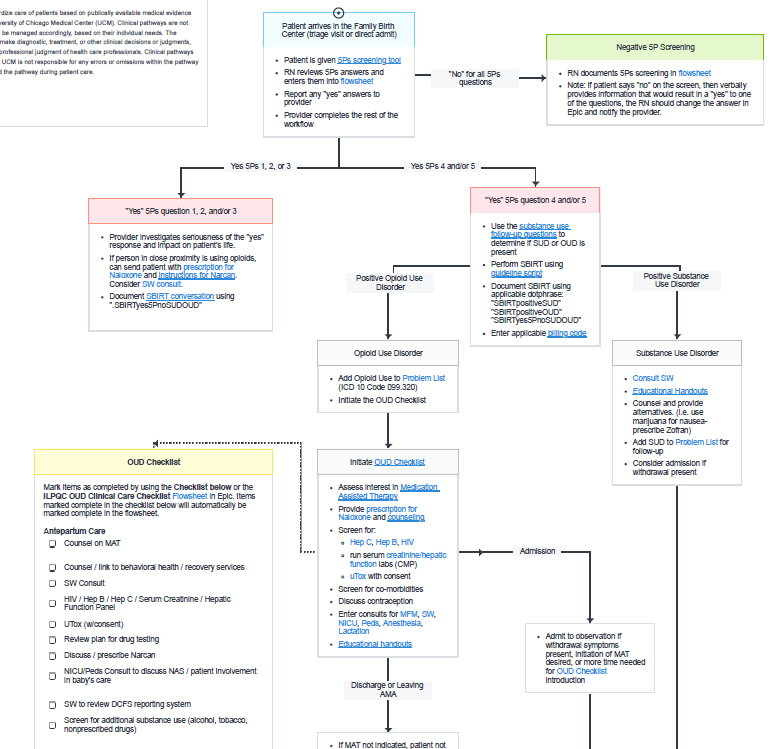 rdize care of patients based on publically available medical evidence
versity of Chicago Medical Center (UCM). Clinical pathways are not
be managed accordingly, based on their individual needs. The
make diagnostic, treatment, or other clinical decisions or judgments,
professional judgment of health care professionals. Clinical pathways
UCM is not responsible for any errors or omissions within the pathway
d the pathway during patient care.
Patient arrives in the Family Birth
Center (triage visit or direct admit)
• Patient is given 5Ps screening tool
• RN reviews 5Ps answers and
enters them into flowsheet
• Report any "yes" answers to
provider
• Provider completes the rest of the
workflow
"No" for all 5Ps
questions
Negative 5P Screening
• RN documents 5Ps screening in flowsheet
• Note: If patient says "no" on the screen, then verbally
provides information that would result in a "yes" to one
of the questions, the RN should change the answer in
Epic and notify the provider.
Yes 5Ps 1, 2, or 3
Yes 5Ps 4 and/or 5
"Yes" 5Ps question 1, 2, and/or 3
• Provider investigates seriousness of the "yes"
response and impact on patient's life.
• If person in close proximity is using opioids,
can send patient with prescription for
Naloxone and Instructions for Narcan.
Consider SW consult.
• Document SBIRT conversation using
".SBIRTyes5PnoSUDOUD"
"Yes" 5Ps question 4 and/or 5
• Use the substance use
follow-up questions to
determine if SUD or OUD is
present
• Perform SBIRT using
guideline script
• Document SBIRT using
applicable dotphrase:
"SBIRTpositiveSUD"
"SBIRTpositiveOUD"
"SBIRTyes5PnoSUDOUD"
• Enter applicable billing code
Positive Opioid Use
Disorder
Positive Substance
Use Disorder
Opioid Use Disorder
• Add Opioid Use to Problem List
(ICD 10 Code 099.320)
• Initiate the OUD Checklist
Substance Use Disorder
• Consult SW
• Educational Handouts
• Counsel and provide
alternatives. (i.e. use
marijuana for nausea-
prescribe Zofran)
• Add SUD to Problem List for
follow-up
• Consider admission if
withdrawal present
OUD Checklist
Mark items as completed by using the Checklist below or the
ILPQC OUD Clinical Care Checklist Flowsheet in Epic. Items
marked complete in the checklist below will automatically be
marked complete in the flowsheet.
Antepartum Care
Counsel on MAT
Counsel / link to behavioral health / recovery services
SW Consult
HIV / Hep B / Hep C / Serum Creatinine / Hepatic
Function Panel
UTox (w/consent)
Review plan for drug testing
Discuss / prescribe Narcan
NICU/Peds Consult to discuss NAS / patient involvement
in baby's care
SW to review DCFS reporting system
Screen for additional substance use (alcohol, tobacco,
nonprescribed drugs)
Initiate OUD Checklist
• Assess interest in Medication
Assisted Therapy
• Provide prescription for
Naloxone and counseling
• Screen for:
Hep C, Hep B, HIV
run serum creatinine/hepatic
function labs (CMP)
uTox with consent
• Screen for co-morbidities
• Discuss contraception
• Enter consults for MFM, SW,
NICU, Peds, Anesthesia,
Lactation
• Educational handouts
Admission
• Admit to observation if
withdrawal symptoms
present, initiation of MAT
desired, or more time needed
for OUD Checklist
introduction
Discharge or Leaving
AMA
• If MAT not indicated, patient not